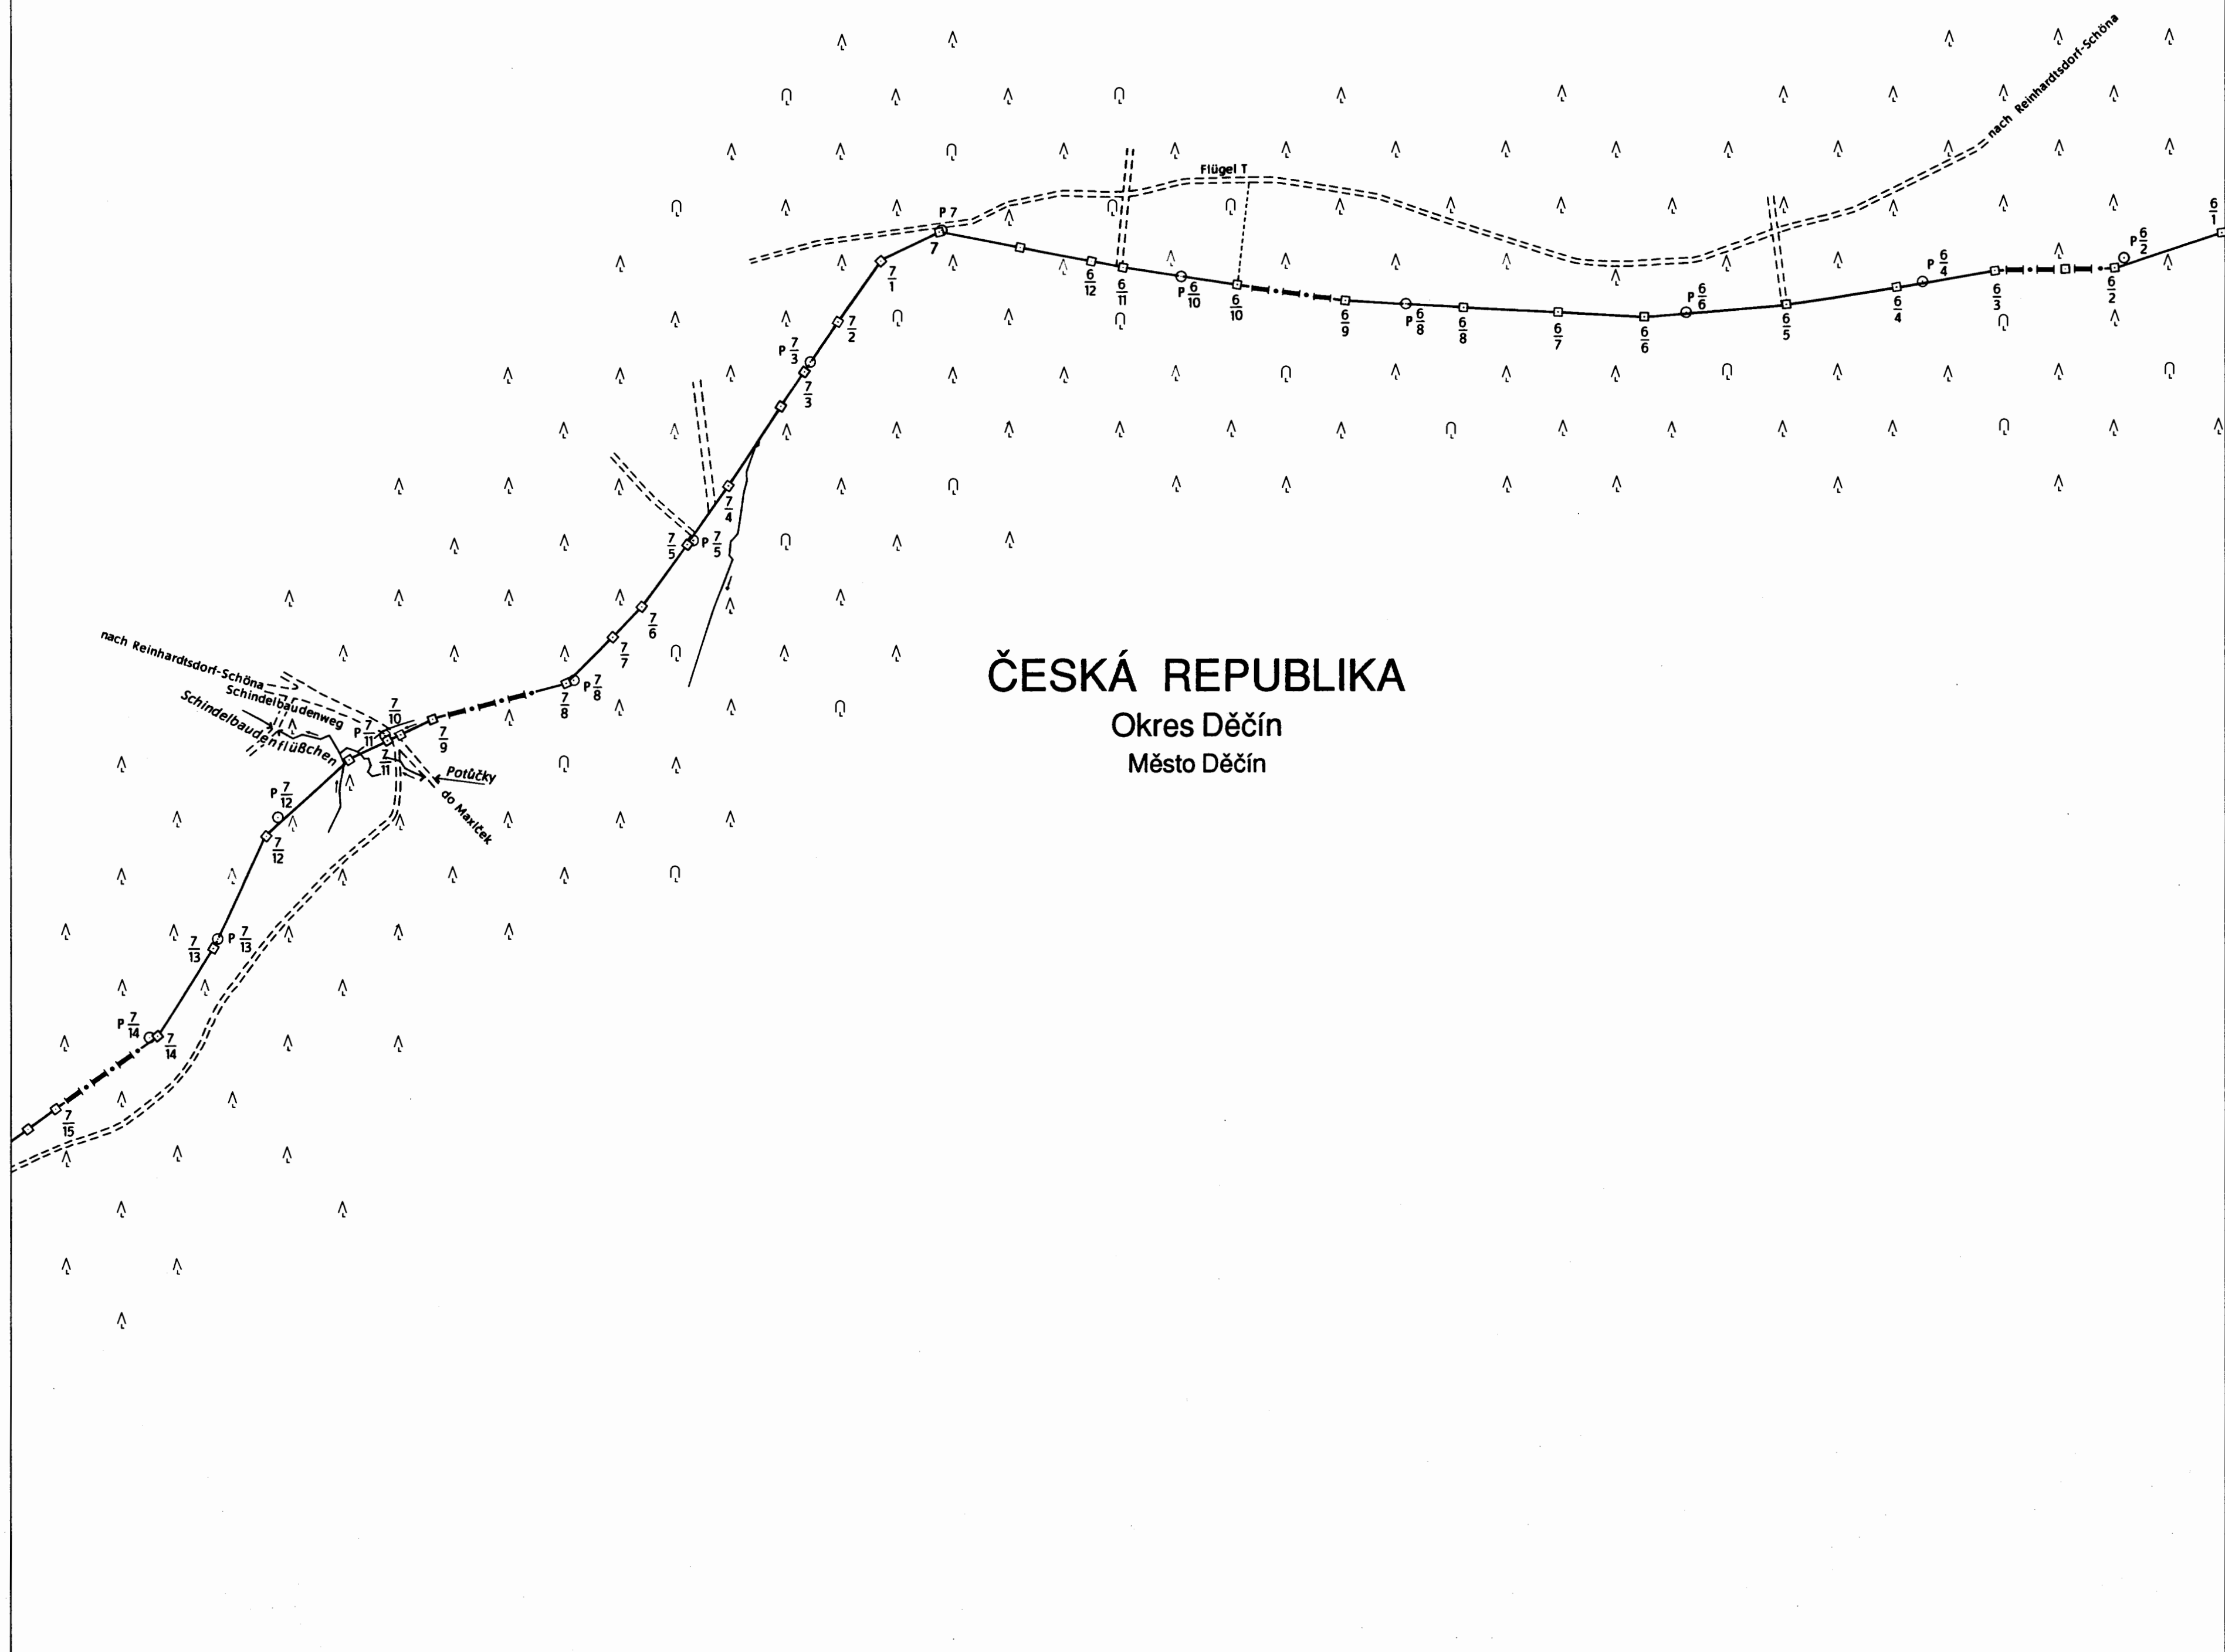 nach Reinhardtsdorf-Schöna
Flügel T
P 7
7
6/1
P 6/2
6/2
6/3
P 6/4
6/4
6/5
P 6/6
6/6
6/7
6/8
P 6/8
6/9
6/10
P 6/10
6/11
6/12
7/1
7/2
P 7/3
7/3
7/4
7/5
P 7/5
7/6
7/7
P 7/8
7/8
7/9
7/10
P 7/11
7/11
nach Reinhardtsdorf-Schöna
Schindelbaudenweg
Schindelbaudenflüßchen
Potůčky
do Maxiček
ČESKÁ REPUBLIKA
Okres Děčín
Město Děčín
P 7/12
7/12
7/13
P 7/13
P 7/14
7/14
7/15